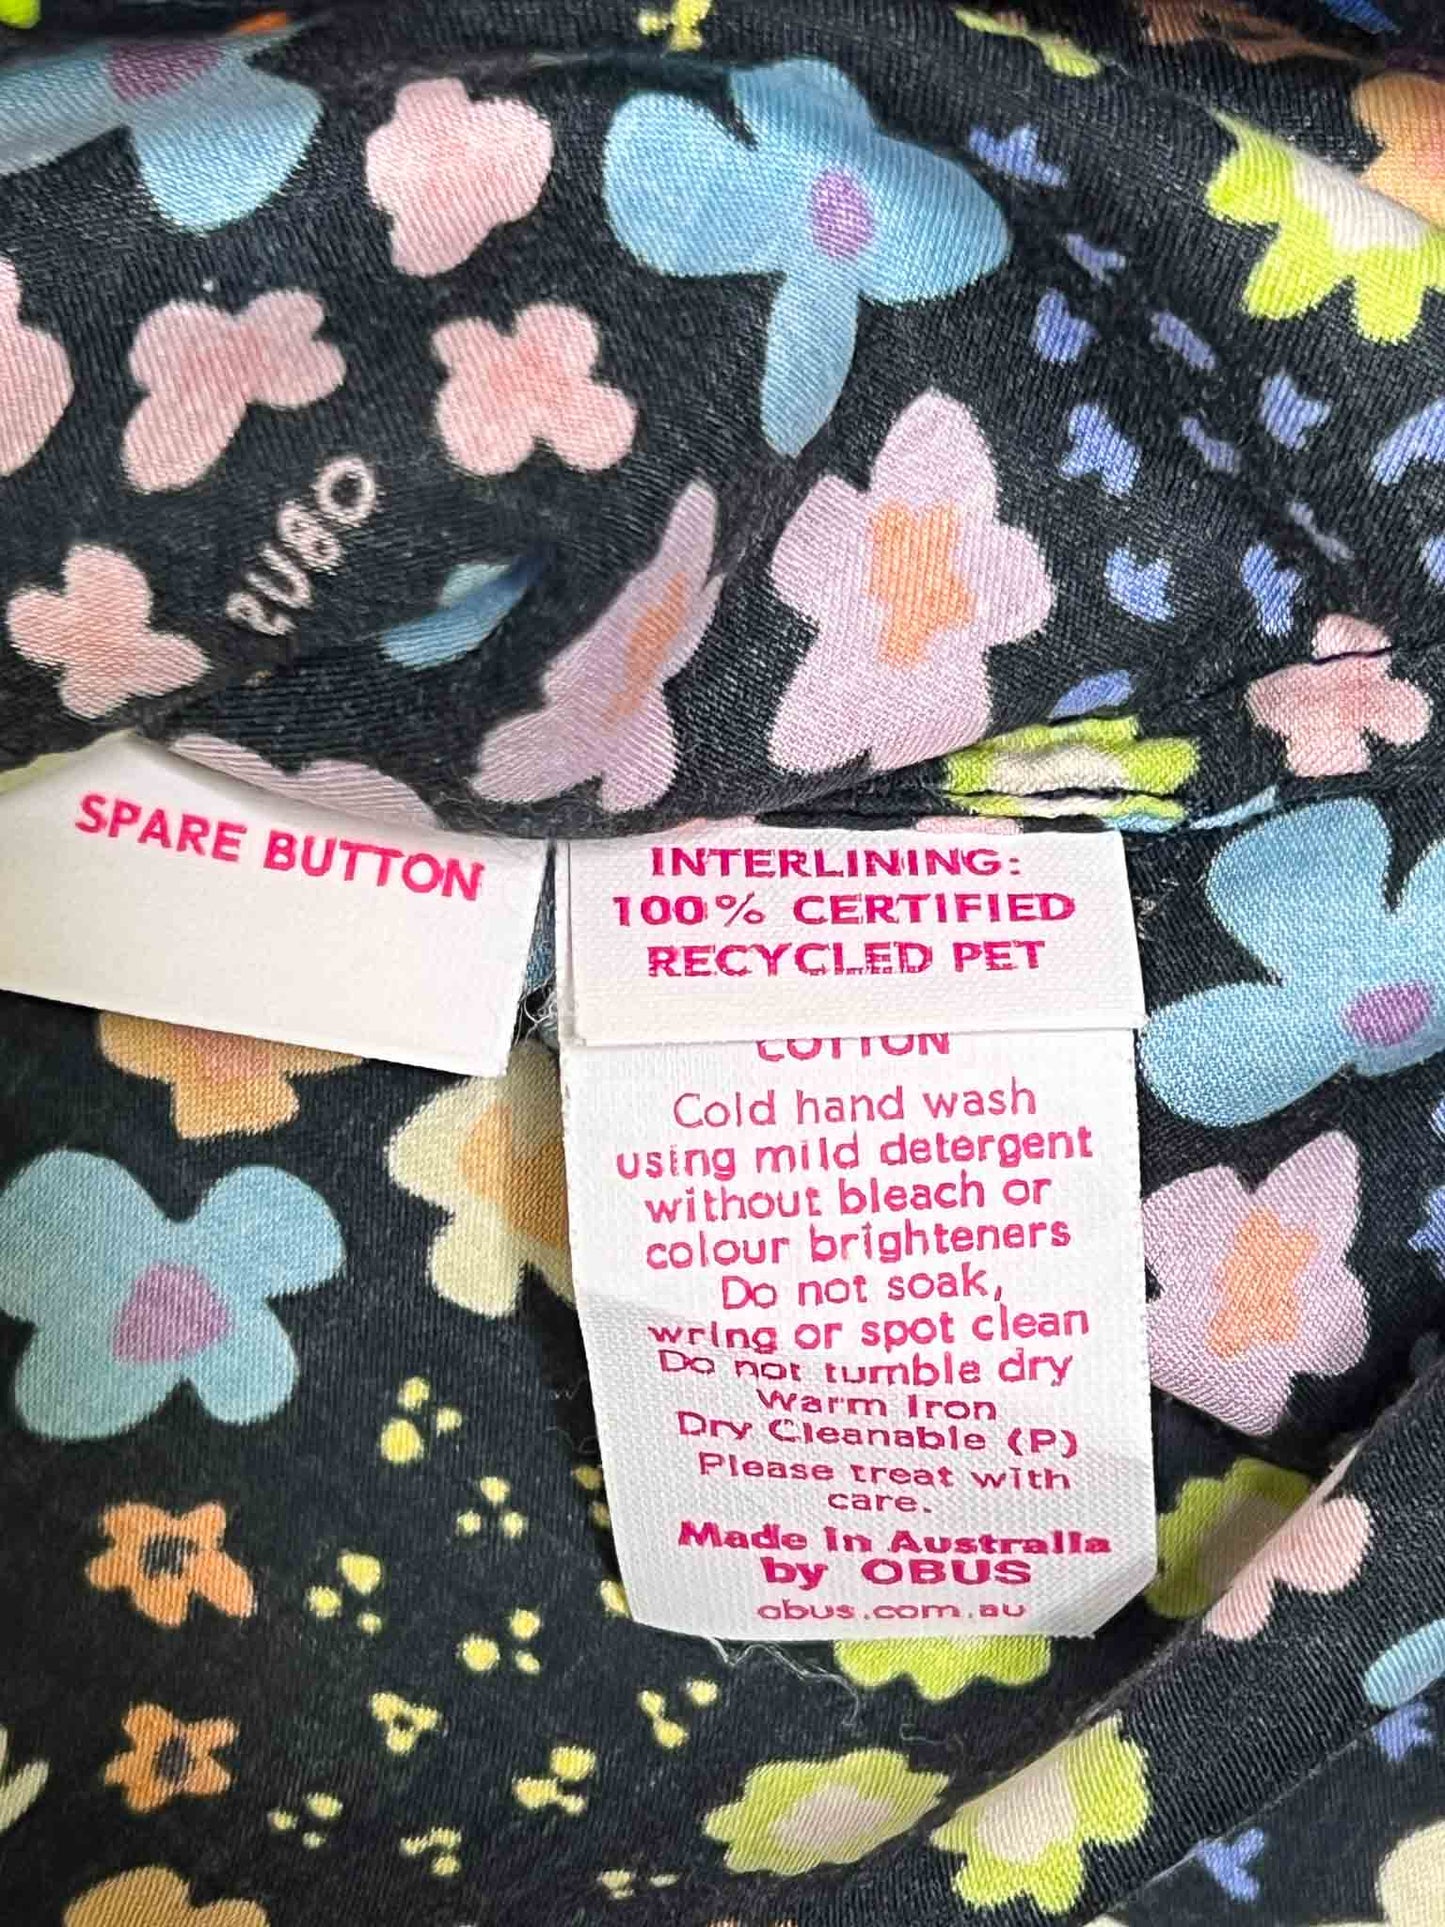 OBUS
SPARE BUTTON
INTERLINING:
100% CERTIFIED
RECYCLED PET
COTTON
Cold hand wash
using mild detergent
without bleach or
colour brighteners
Do not soak,
wring or spot clean
Do not tumble dry
Warm Iron
Dry Cleanable (P)
Please treat with
care.
Made in Australia
by OBUS
obus.com.au